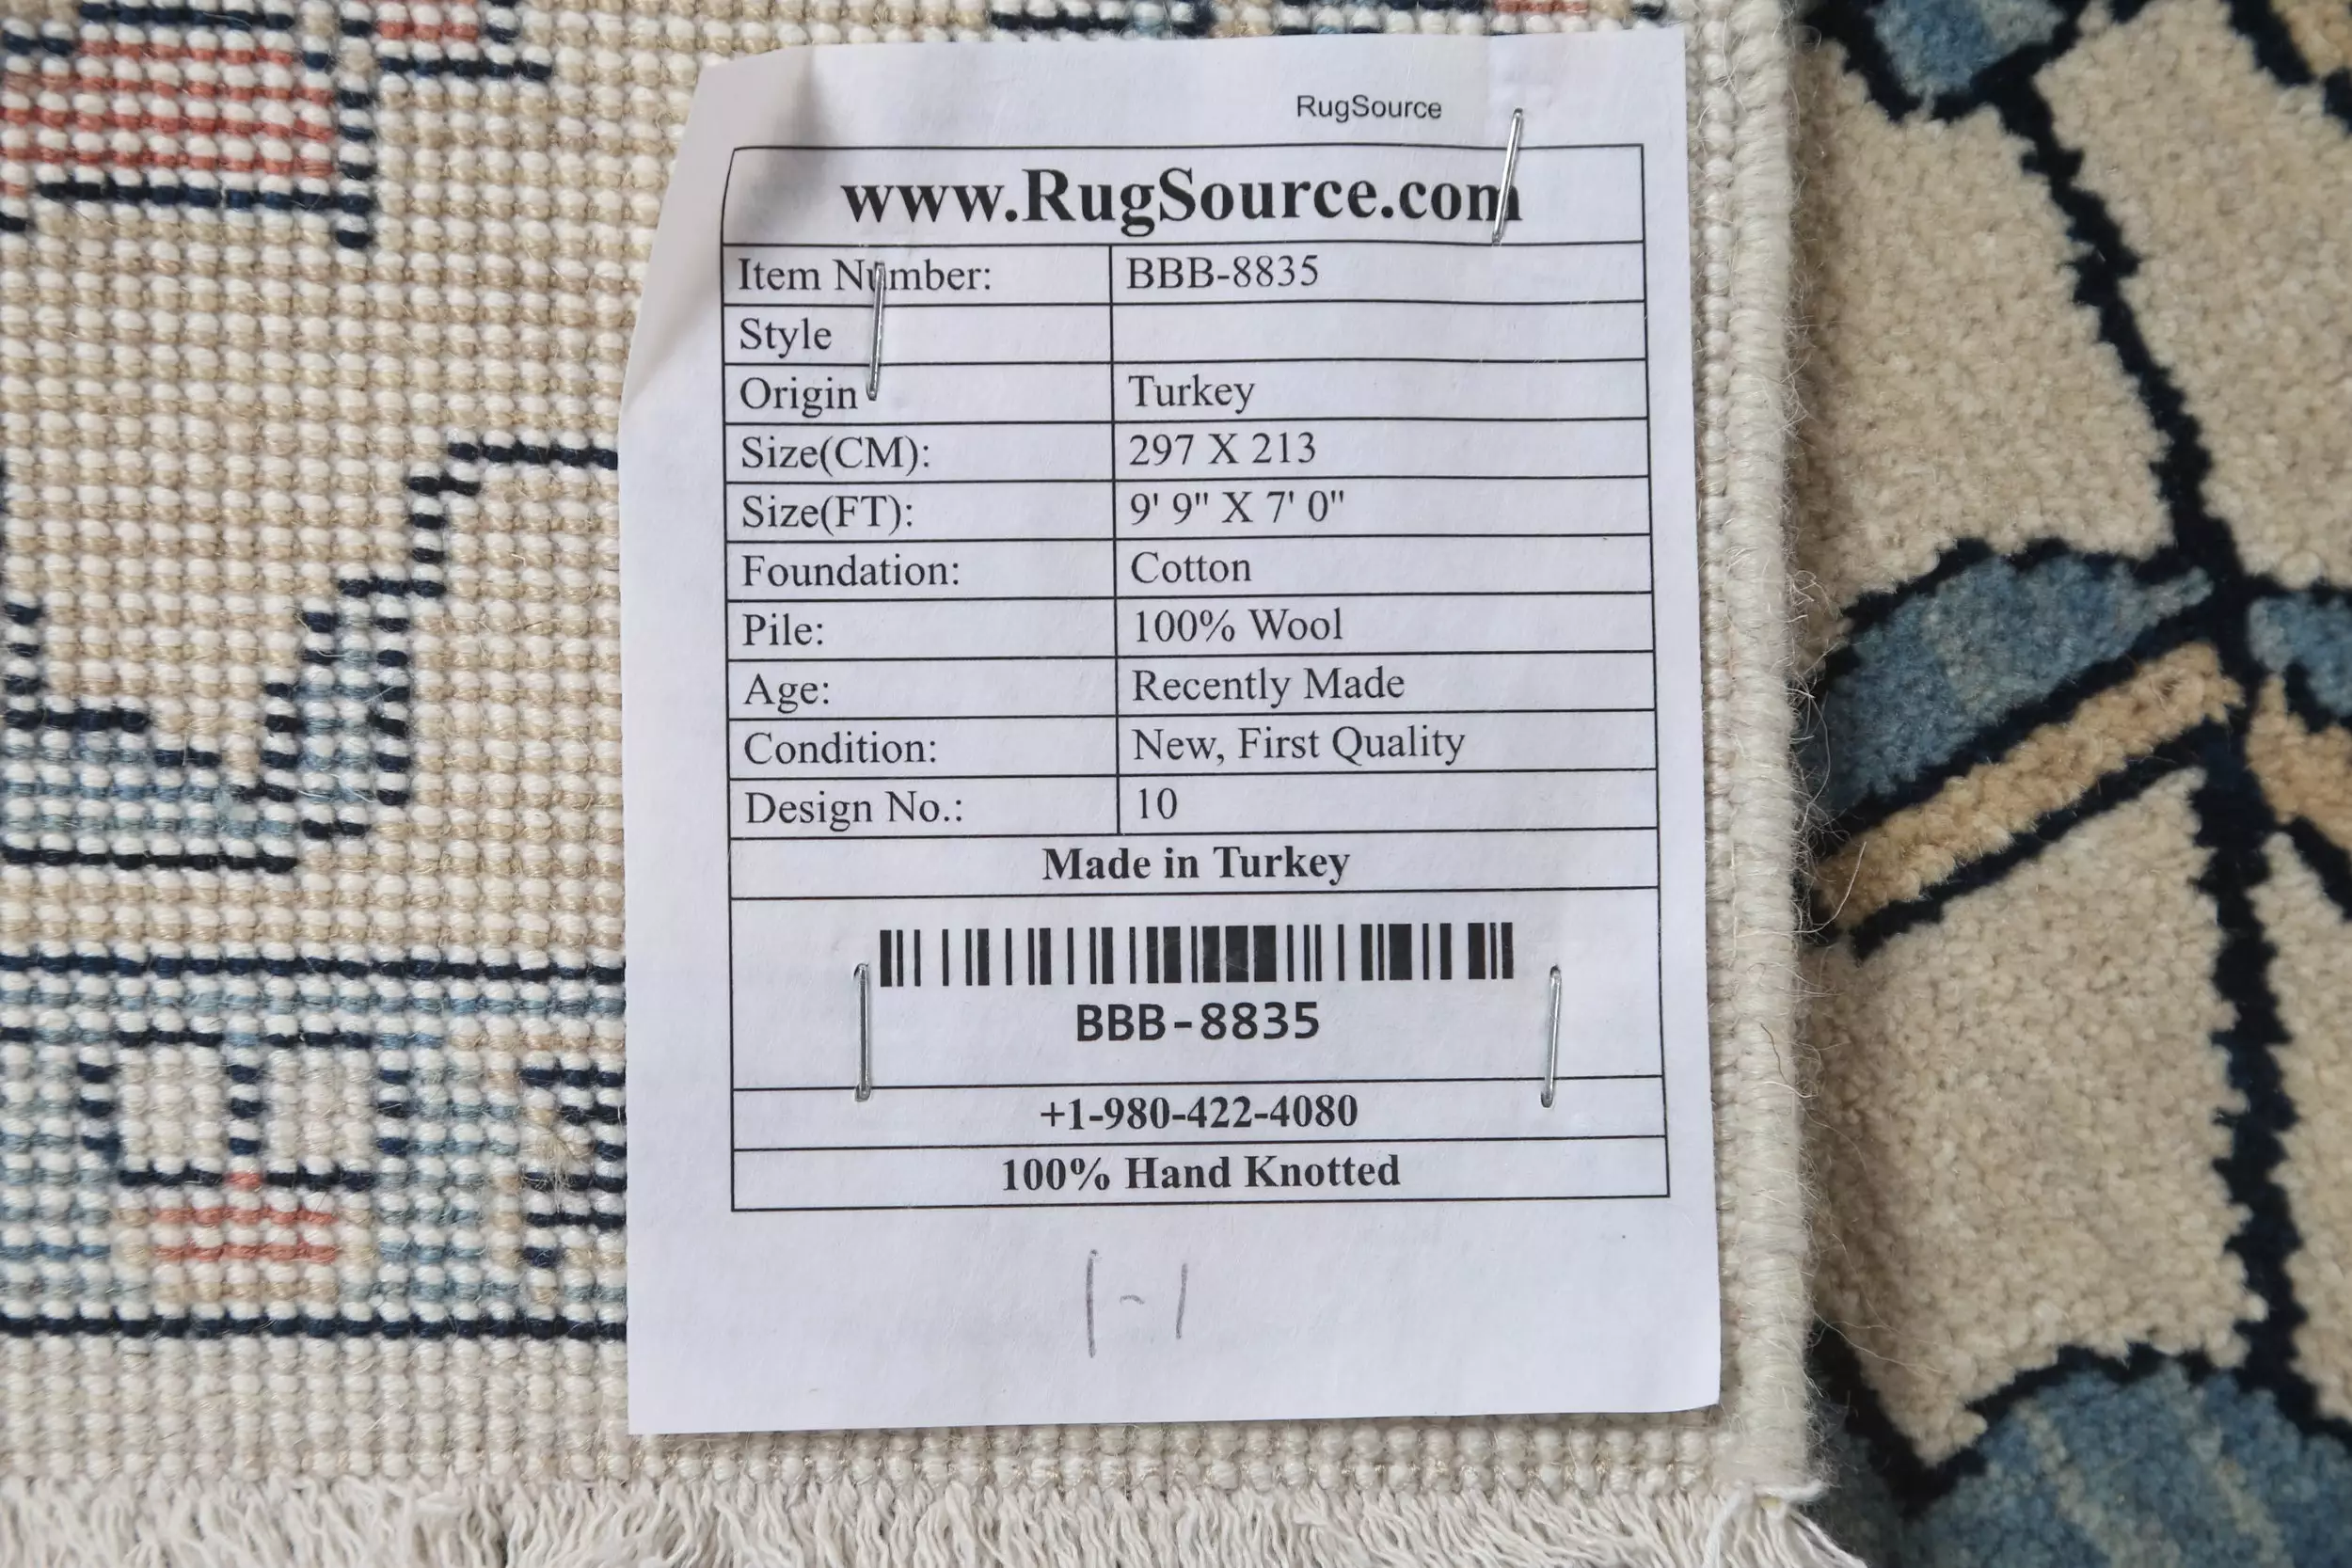 RugSource
www.RugSource.com
Item Number: BBB-8835
Style
Origin Turkey
Size(CM): 297 X 213
Size(FT): 9' 9" X 7' 0"
Foundation: Cotton
Pile: 100% Wool
Age: Recently Made
Condition: New, First Quality
Design No.: 10
Made in Turkey
BBB-8835
+1-980-422-4080
100% Hand Knotted
1-1